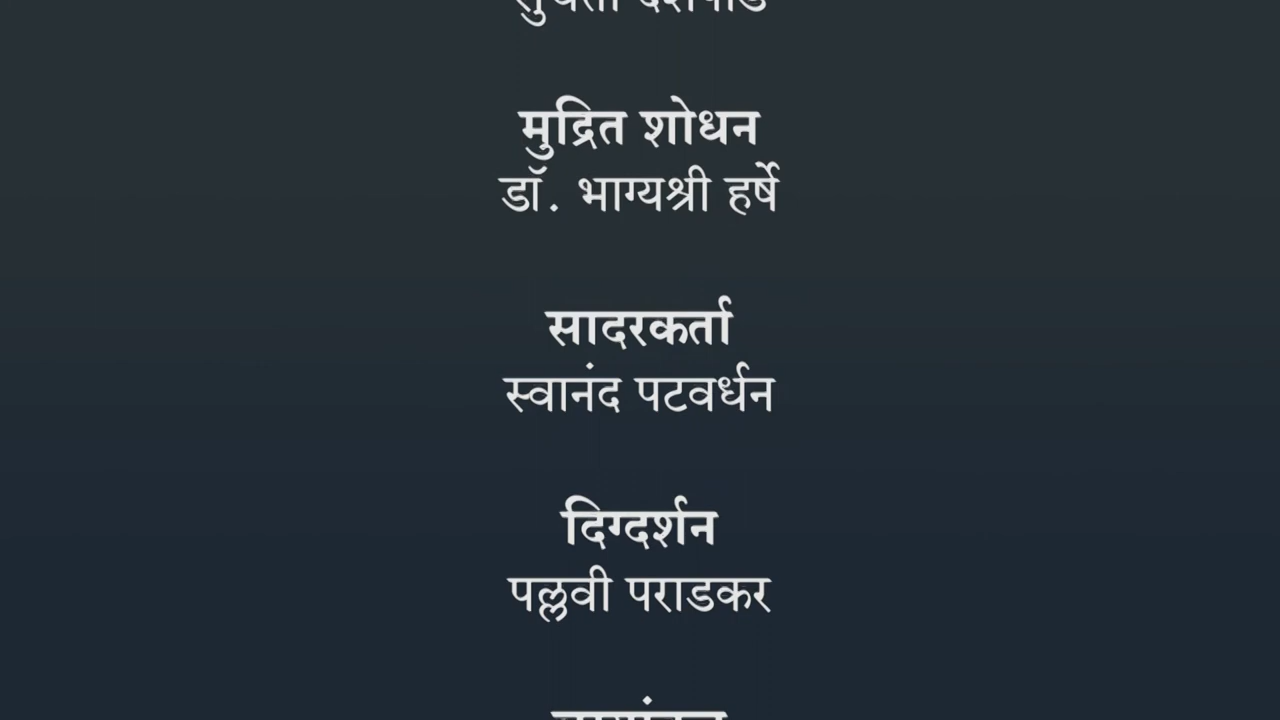 मुद्रित शोधन
डॉ. भाग्यश्री हर्षे
सादरकर्ता
स्वानंद पटवर्धन
दिग्दर्शन
पल्लवी पराडकर